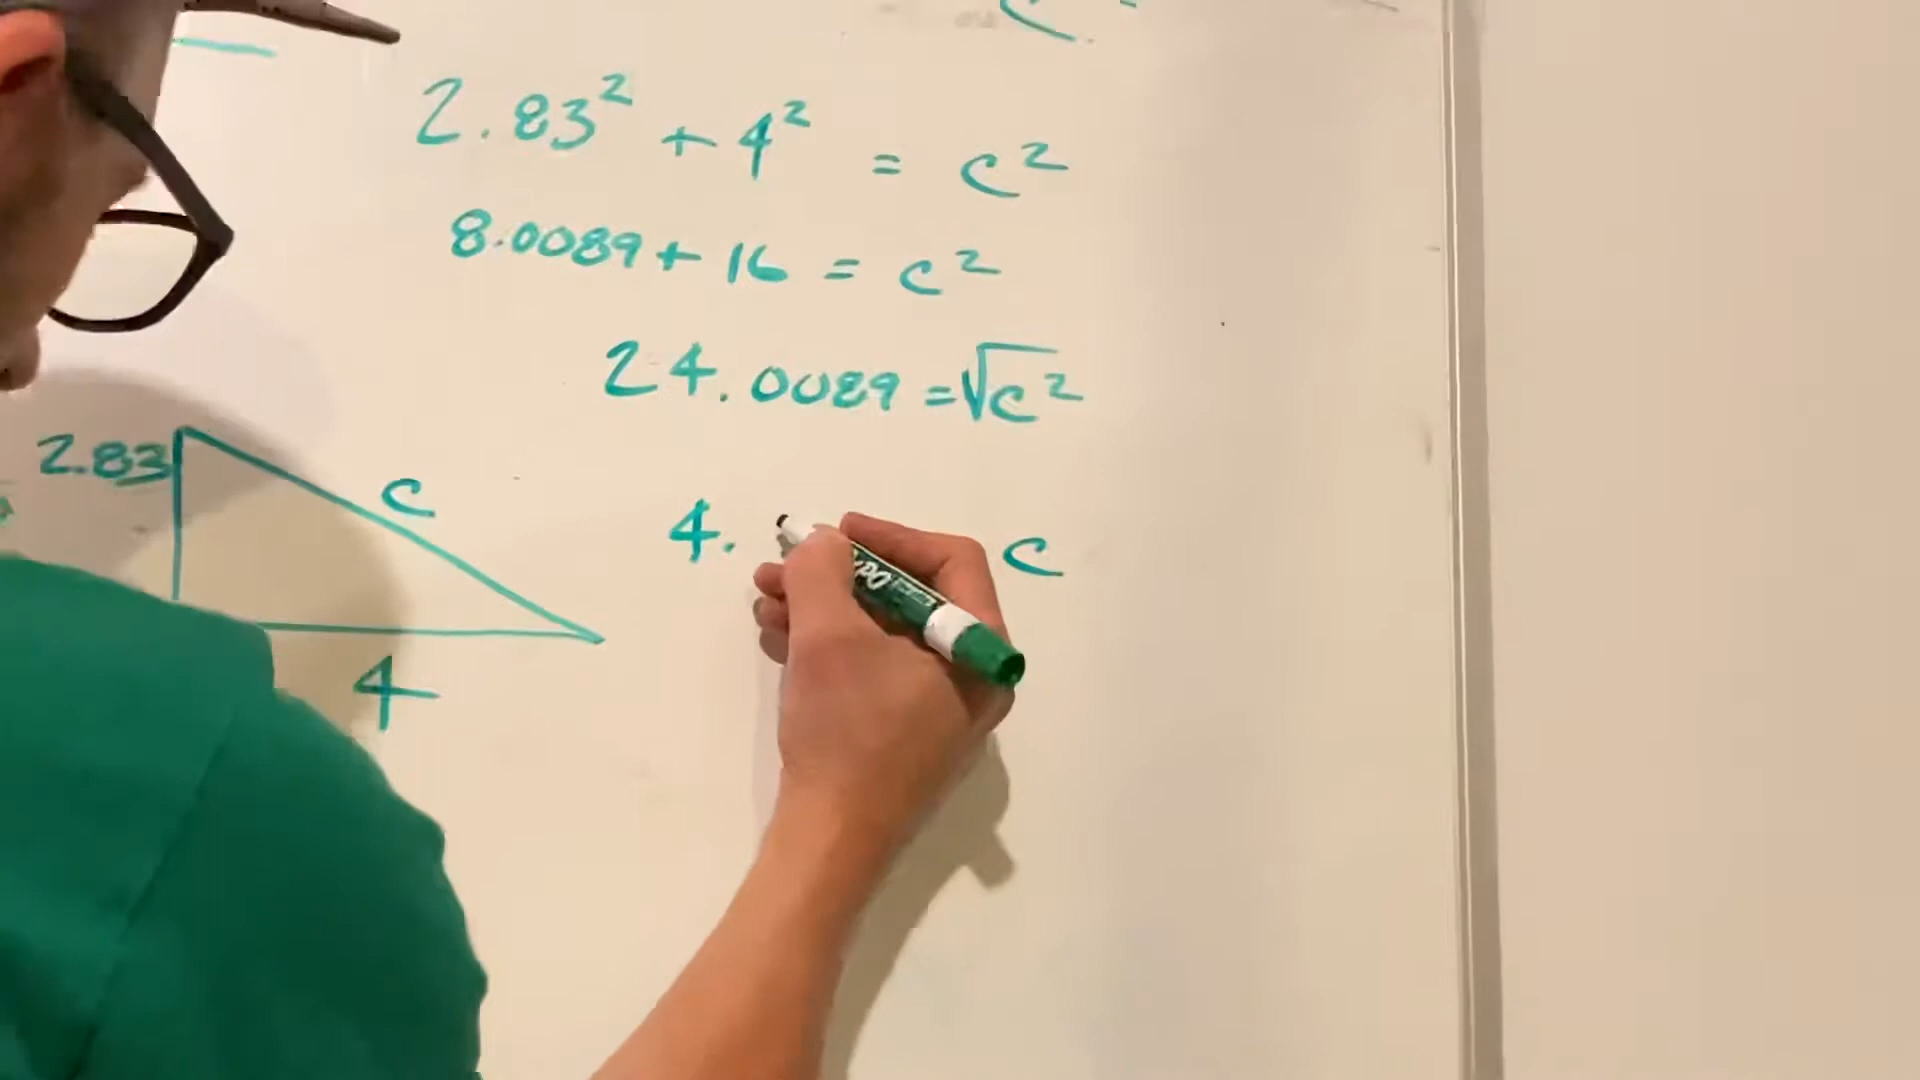 2.83² + 4² = c²
8.0089 + 16 = c²
24.0089 = √c²
2.83
c
4. c
4